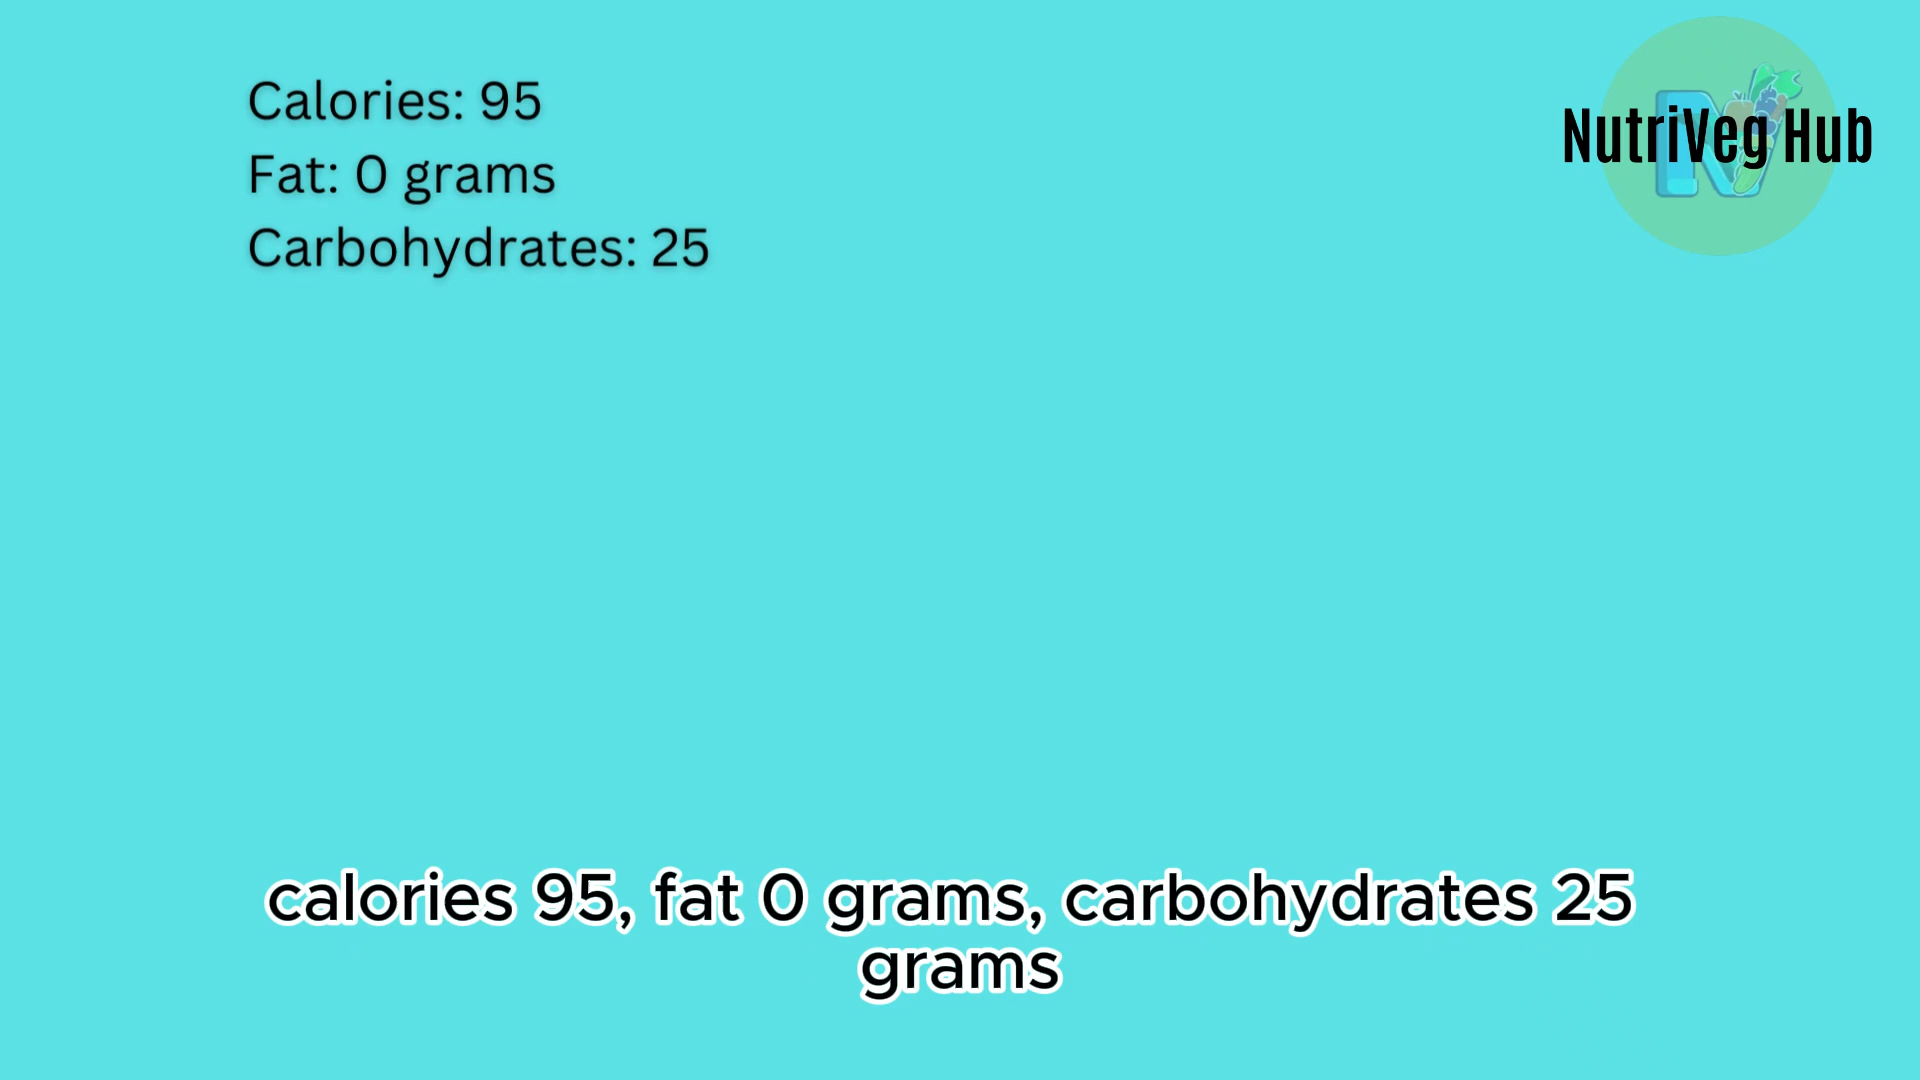 Calories: 95
Fat: 0 grams
Carbohydrates: 25
NutriVeg Hub
calories 95, fat 0 grams, carbohydrates 25
grams